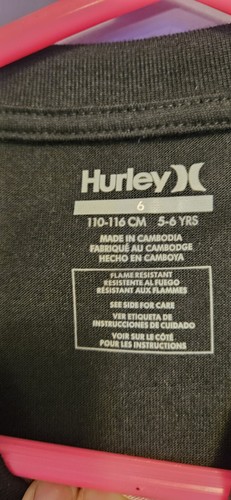 Hurley
6
110-116 CM 5-6 YRS
MADE IN CAMBODIA
FABRIQUÉ AU CAMBODGE
HECHO EN CAMBOYA
FLAME RESISTANT
RESISTENTE AL FUEGO
RÉSISTANT AUX FLAMMES
SEE SIDE FOR CARE
VER ETIQUETA DE
INSTRUCCIONES DE CUIDADO
VOIR SUR LE CÔTÉ
POUR LES INSTRUCTIONS